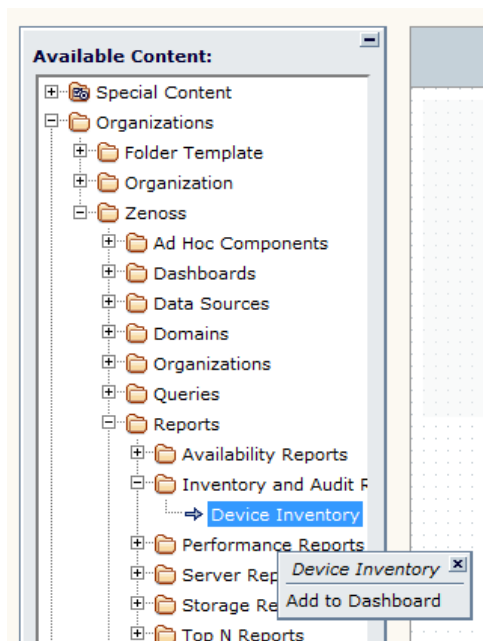 Available Content:
Special Content
Organizations
Folder Template
Organization
Zenoss
Ad Hoc Components
Dashboards
Data Sources
Domains
Organizations
Queries
Reports
Availability Reports
Inventory and Audit R
Device Inventory
Performance Reports
Device Inventory
Server Rep
Add to Dashboard
Storage Re
Top N Reports